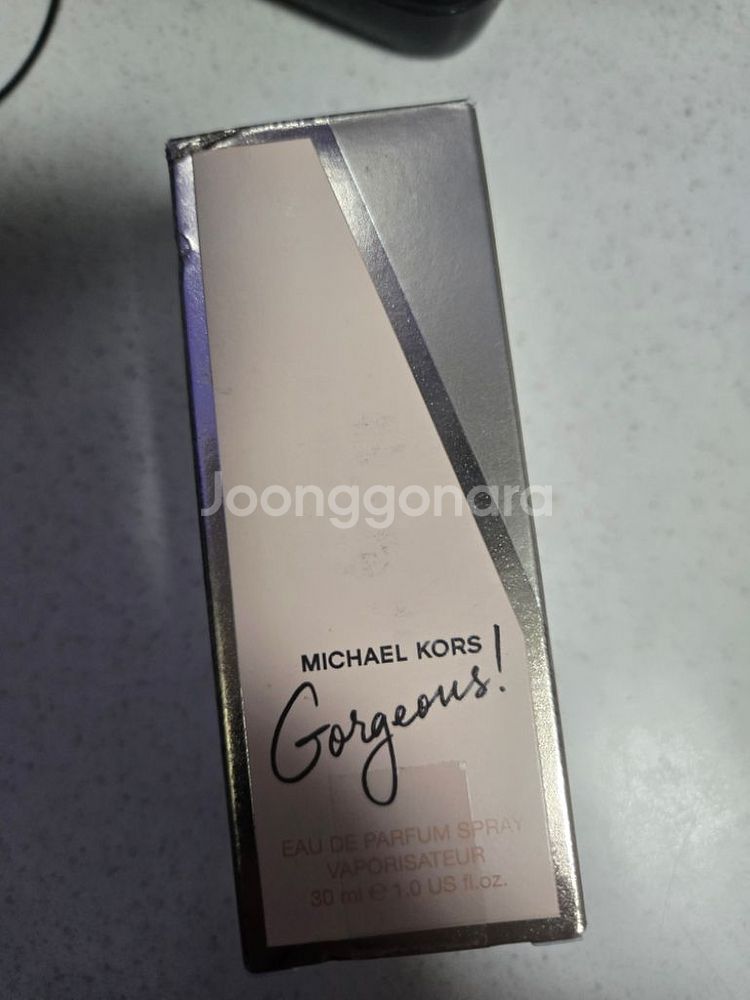 Joonggonara
MICHAEL KORS
Gorgeous!
EAU DE PARFUM SPRAY
VAPORISATEUR
30 ml e 1.0 US fl.oz.